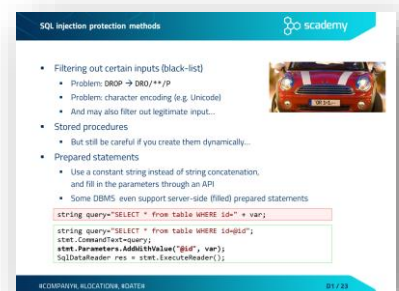 SQL injection protection methods
scademy
Filtering out certain inputs (black-list)
Problem: DROP → DRO/**/P
Problem: character encoding (e.g. Unicode)
And may also filter out legitimate input...
Stored procedures
But still be careful if you create them dynamically...
Prepared statements
Use a constant string instead of string concatenation,
and fill in the parameters through an API
Some DBMS even support server-side (filled) prepared statements
string query="SELECT * from table WHERE id=" + var;
string query="SELECT * from table WHERE id=@id";
stmt.CommandText=query;
stmt.Parameters.AddWithValue("@id", var);
SqlDataReader res = stmt.ExecuteReader();
#COMPANY#, #LOCATION#, #DATE#
D1 / 23